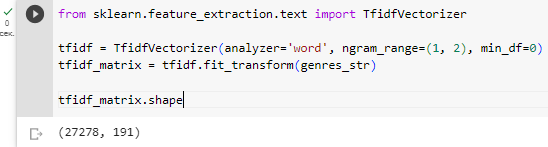 from sklearn.feature_extraction.text import TfidfVectorizer
0
сек.
tfidf = TfidfVectorizer(analyzer='word', ngram_range=(1, 2), min_df=0)
tfidf_matrix = tfidf.fit_transform(genres_str)
tfidf_matrix.shape
(27278, 191)